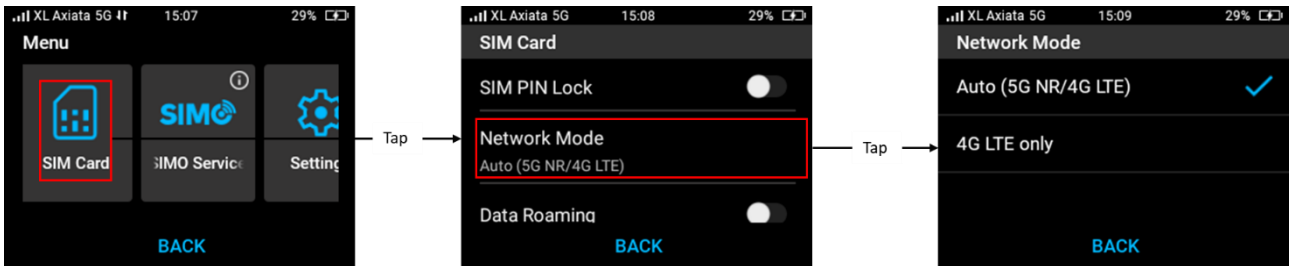 XL Axiata 5G 15:07 29%
Menu
SIMO
SIM Card
SIMO Service
Setting
BACK
Tap
XL Axiata 5G 15:08 29%
SIM Card
SIM PIN Lock
Network Mode
Auto (5G NR/4G LTE)
Data Roaming
BACK
Tap
XL Axiata 5G 15:09 29%
Network Mode
Auto (5G NR/4G LTE)
4G LTE only
BACK